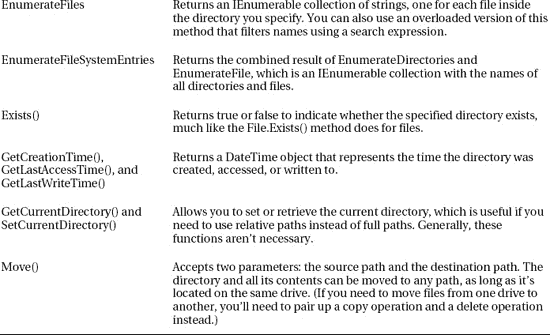 EnumerateFiles
Returns an IEnumerable collection of strings, one for each file inside
the directory you specify. You can also use an overloaded version of this
method that filters names using a search expression.
EnumerateFileSystemEntries
Returns the combined result of EnumerateDirectories and
EnumerateFile, which is an IEnumerable collection with the names of
all directories and files.
Exists()
Returns true or false to indicate whether the specified directory exists,
much like the File.Exists() method does for files.
GetCreationTime(),
GetLastAccessTime(), and
GetLastWriteTime()
Returns a DateTime object that represents the time the directory was
created, accessed, or written to.
GetCurrentDirectory() and
SetCurrentDirectory()
Allows you to set or retrieve the current directory, which is useful if you
need to use relative paths instead of full paths. Generally, these
functions aren't necessary.
Move()
Accepts two parameters: the source path and the destination path. The
directory and all its contents can be moved to any path, as long as it's
located on the same drive. (If you need to move files from one drive to
another, you'll need to pair up a copy operation and a delete operation
instead.)